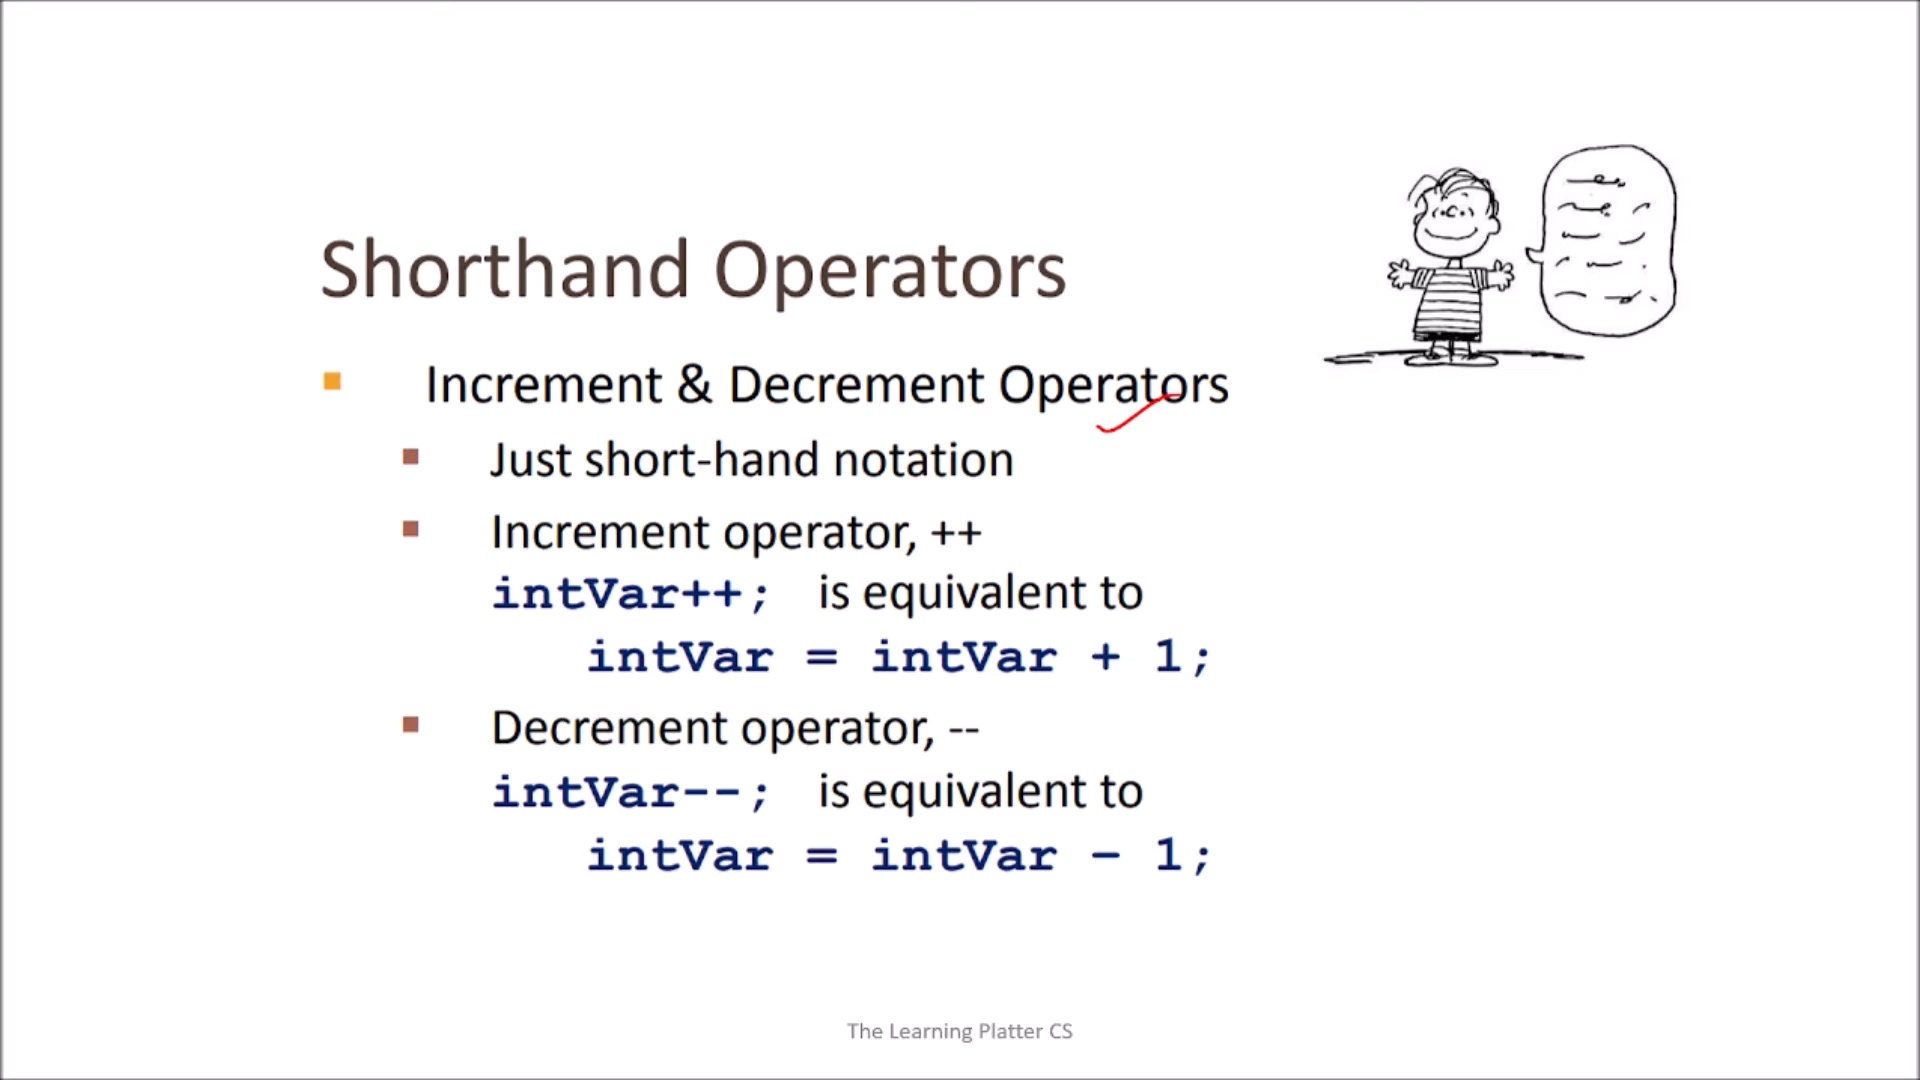 Shorthand Operators
Increment & Decrement Operators
Just short-hand notation
Increment operator, ++
intVar++; is equivalent to
intVar = intVar + 1;
Decrement operator, --
intVar--; is equivalent to
intVar = intVar - 1;
The Learning Platter CS